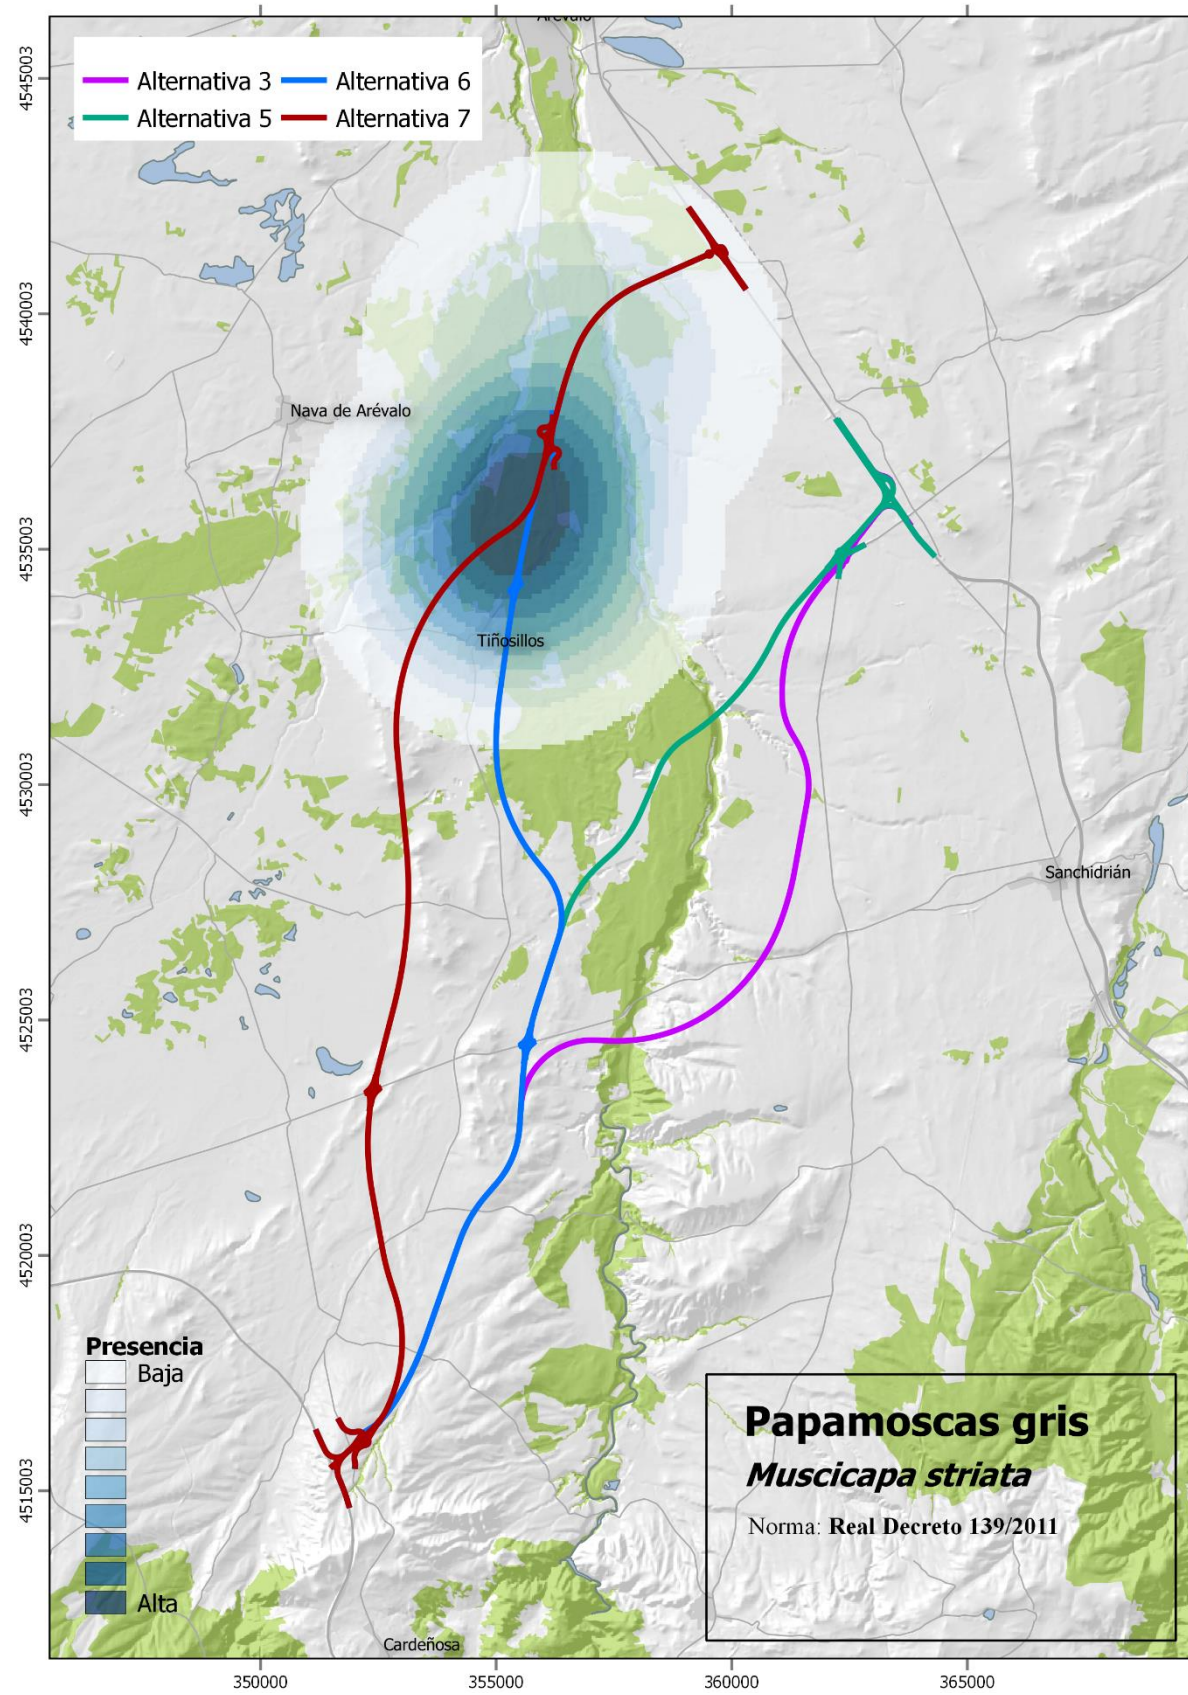 Arévalo
Alternativa 3
Alternativa 6
Alternativa 5
Alternativa 7
4545003
4540003
4535003
4530003
4525003
4520003
4515003
Nava de Arévalo
Tiñosillos
Sanchidrián
Presencia
Baja
Alta
Papamoscas gris
Muscicapa striata
Norma: Real Decreto 139/2011
Cardeñosa
350000
355000
360000
365000